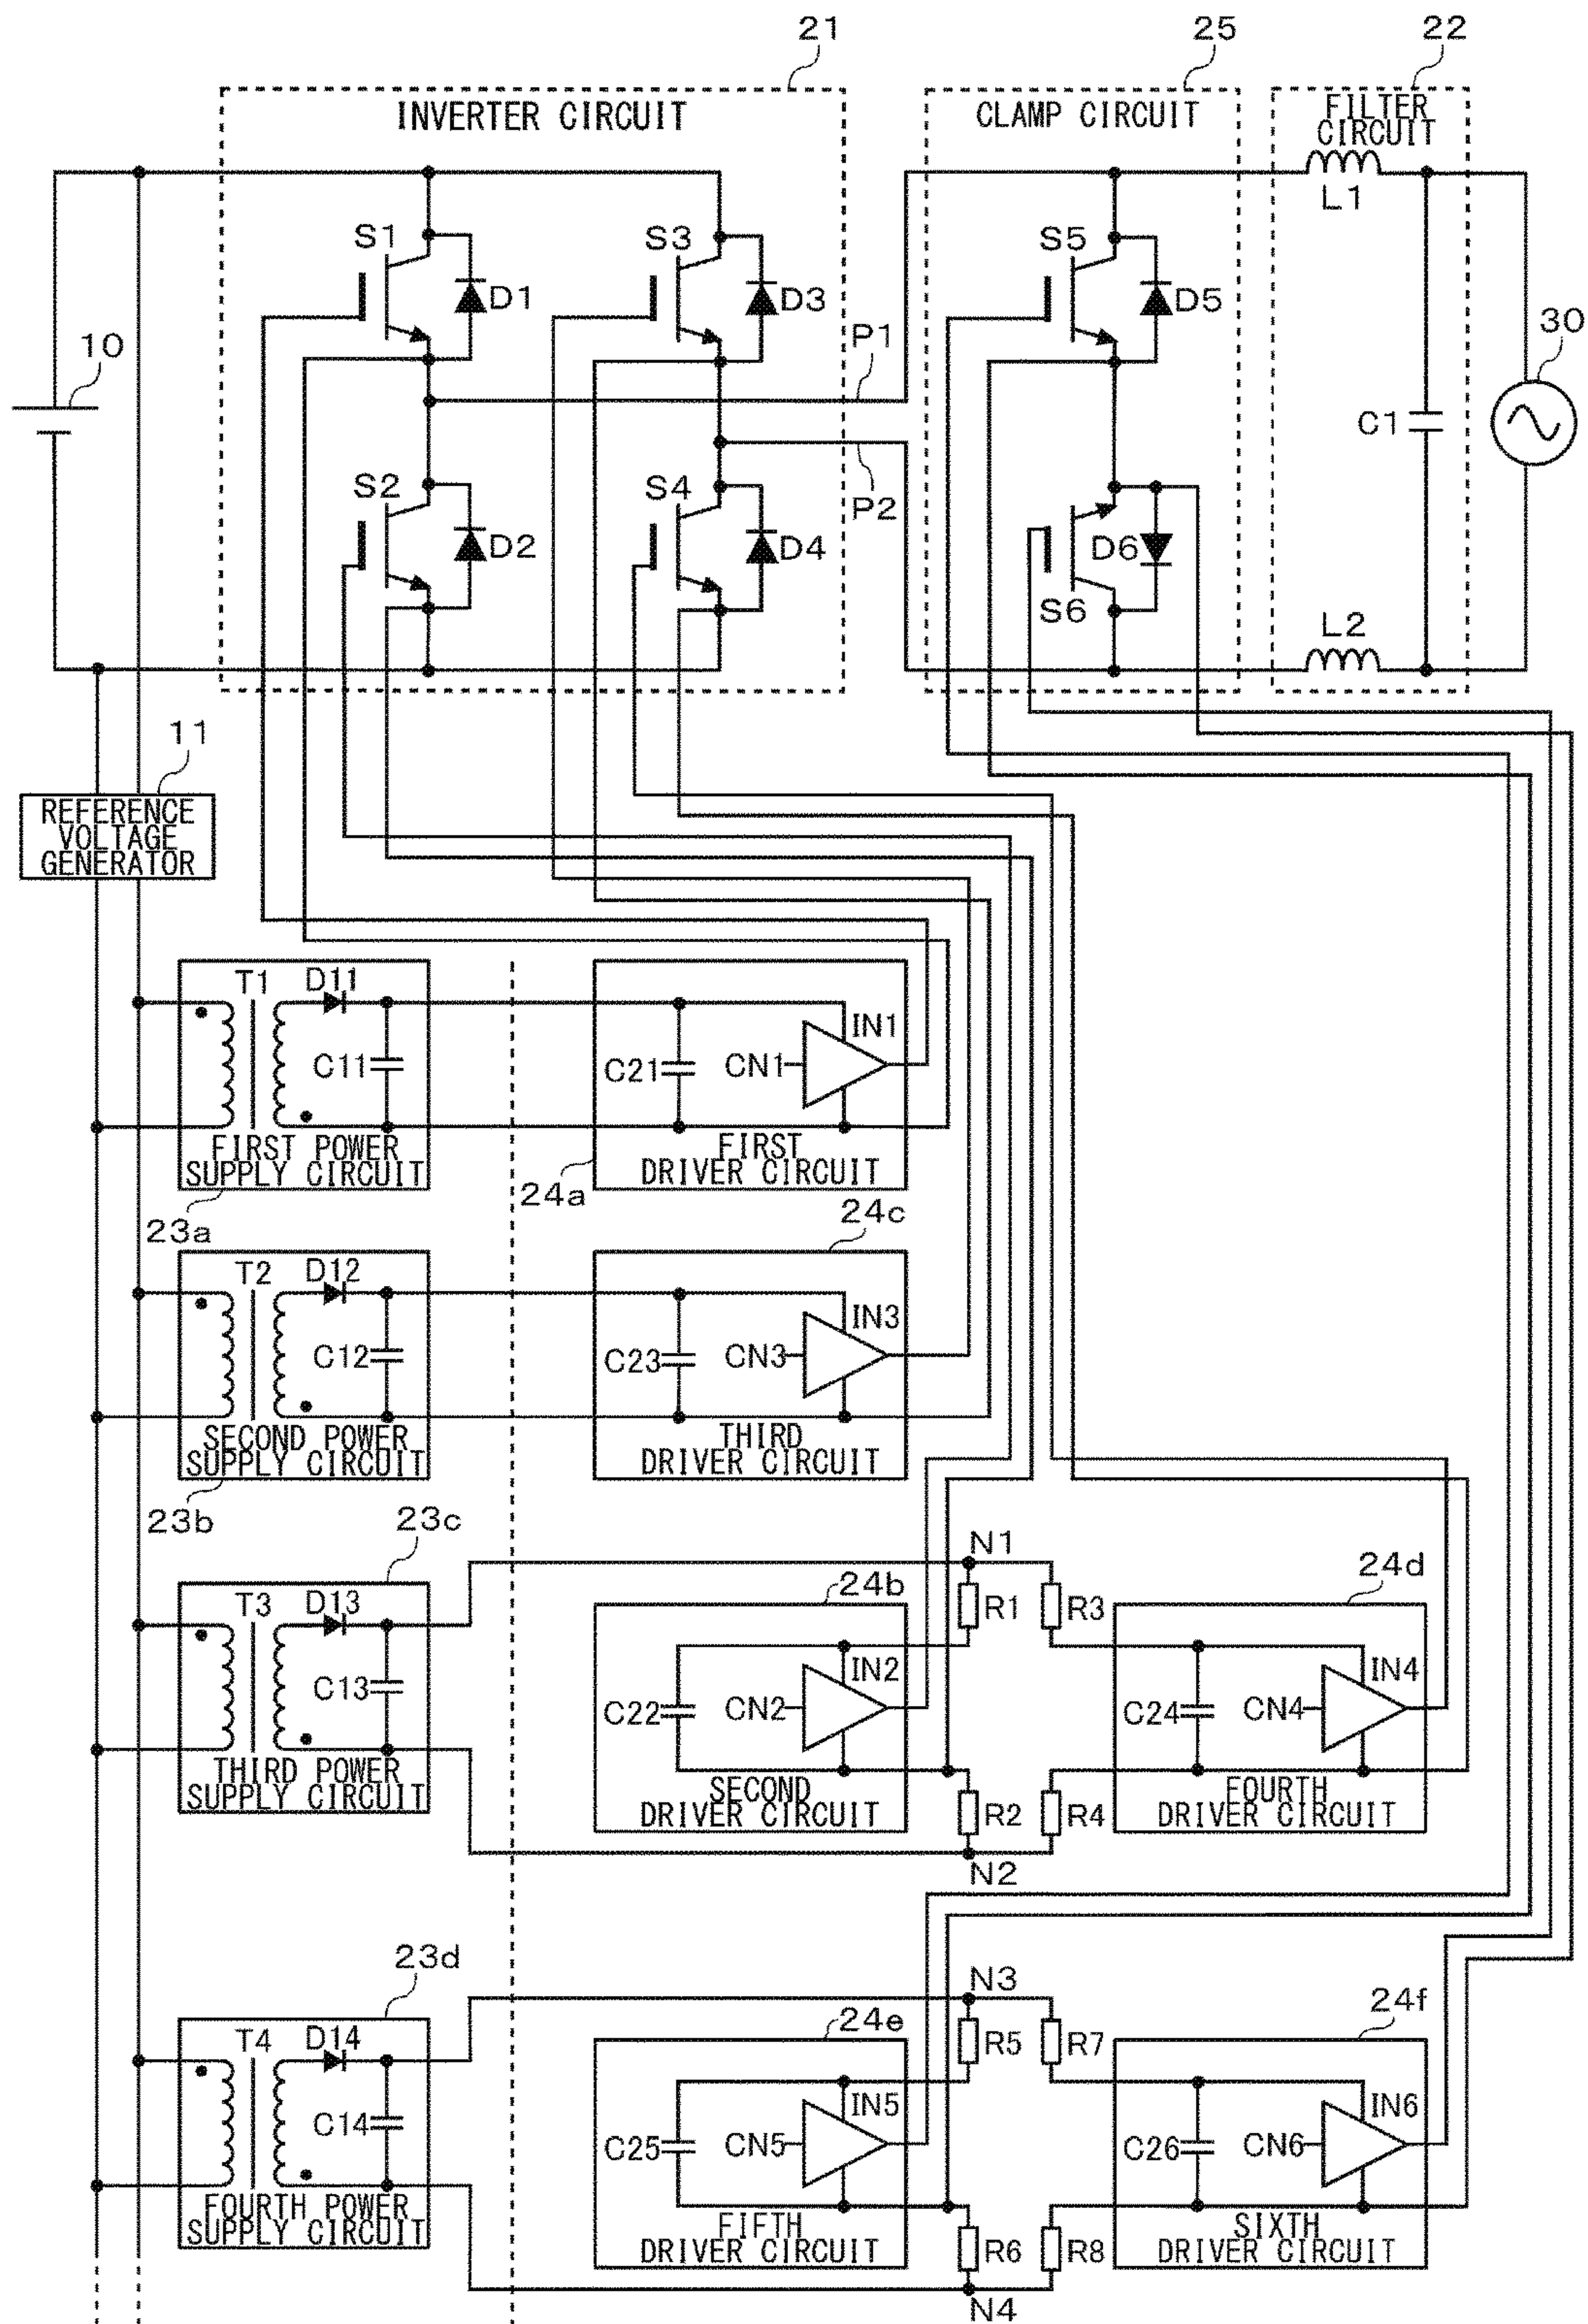 21
25
22
INVERTER CIRCUIT
CLAMP CIRCUIT
FILTER
CIRCUIT
L1
S1
S3
S5
D1
D3
D5
10
P1
30
C1
S2
S4
P2
D2
D4
D6
S6
L2
11
REFERENCE
VOLTAGE
GENERATOR
T1
D11
IN1
C11
C21
CN1
FIRST POWER
SUPPLY CIRCUIT
FIRST
DRIVER CIRCUIT
23a
24a
24c
T2
D12
IN3
C12
C23
CN3
SECOND POWER
SUPPLY CIRCUIT
THIRD
DRIVER CIRCUIT
23b
23c
N1
24b
24d
T3
D13
R1
R3
IN2
IN4
C13
C22
CN2
C24
CN4
THIRD POWER
SUPPLY CIRCUIT
SECOND
DRIVER CIRCUIT
R2
R4
FOURTH
DRIVER CIRCUIT
N2
23d
N3
24e
24f
T4
D14
R5
R7
IN5
IN6
C14
C25
CN5
C26
CN6
FOURTH POWER
SUPPLY CIRCUIT
FIFTH
DRIVER CIRCUIT
R6
R8
SIXTH
DRIVER CIRCUIT
N4